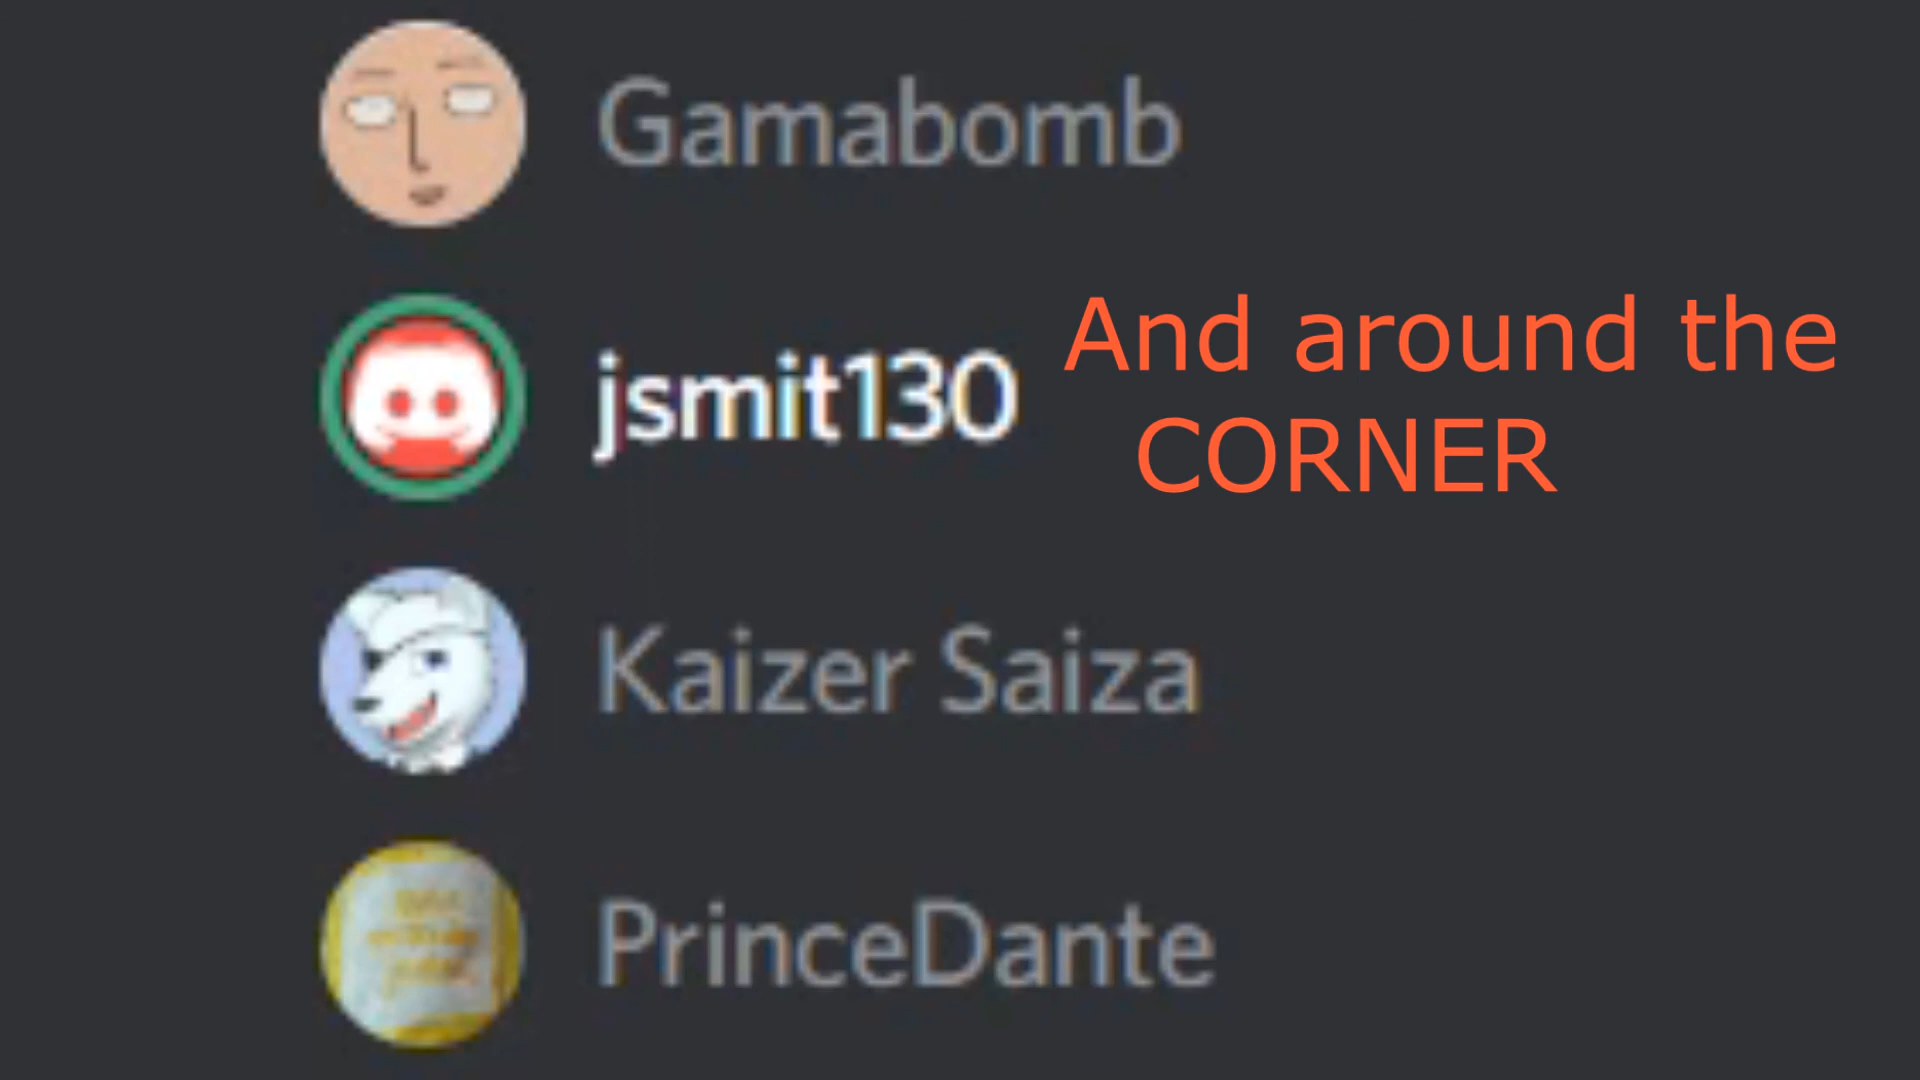 Gamabomb
jsmit130
And around the
CORNER
Kaizer Saiza
PrinceDante